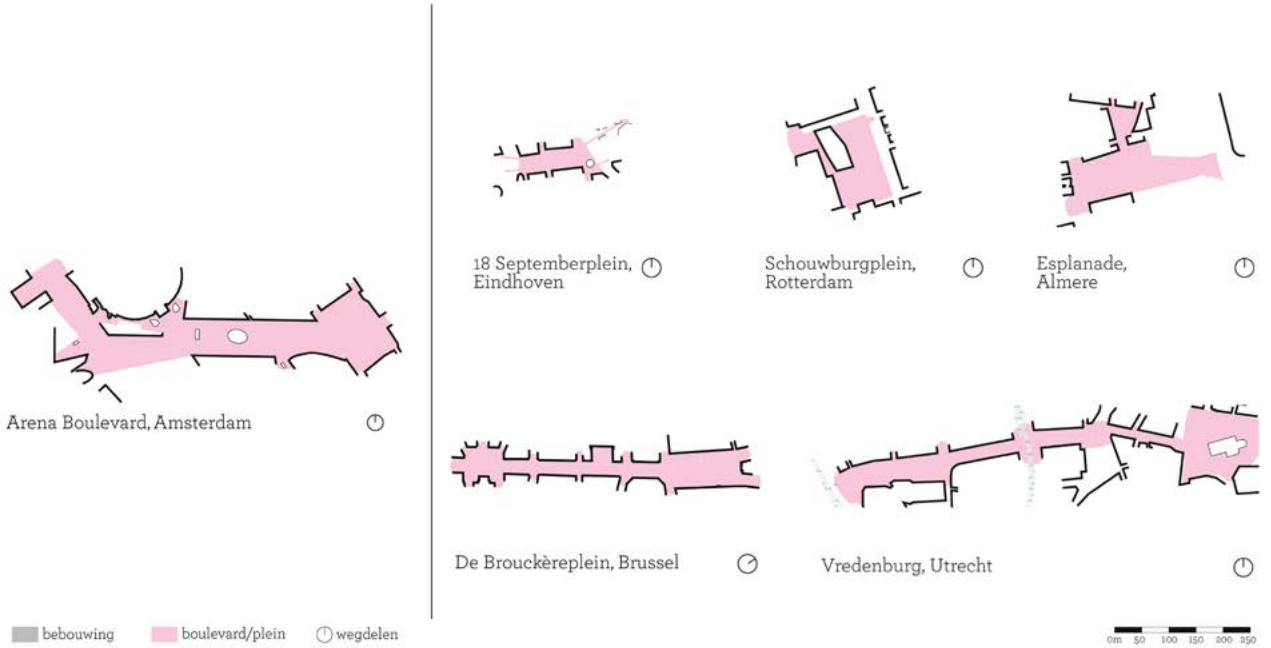 18 Septemberplein,
Eindhoven
Schouwburgplein,
Rotterdam
Esplanade,
Almere
Arena Boulevard, Amsterdam
De Brouckèreplein, Brussel
Vredenburg, Utrecht
bebouwing
boulevard/plein
wegdelen
0m 50 100 150 200 250